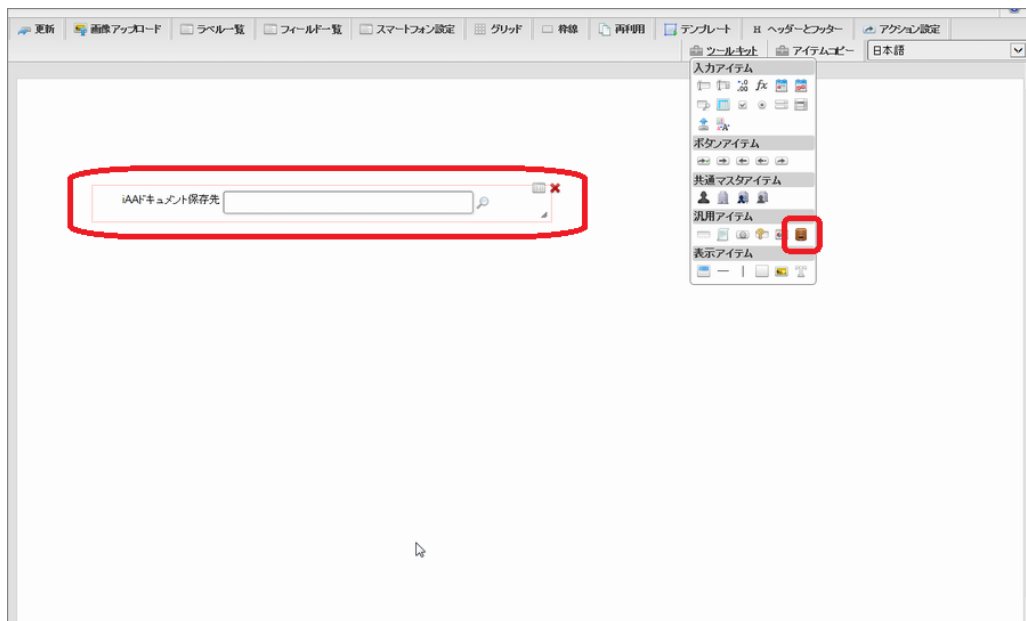 更新 画像アップロード ラベル一覧 フィールド一覧 スマートフォン設定 グリッド 枠線 再利用 テンプレート H ヘッダーとフッター アクション設定
ツールキット アイテムコピー 日本語
入力アイテム
fx
ボタンアイテム
共通マスタアイテム
iAAドキュメント保存先
汎用アイテム
表示アイテム